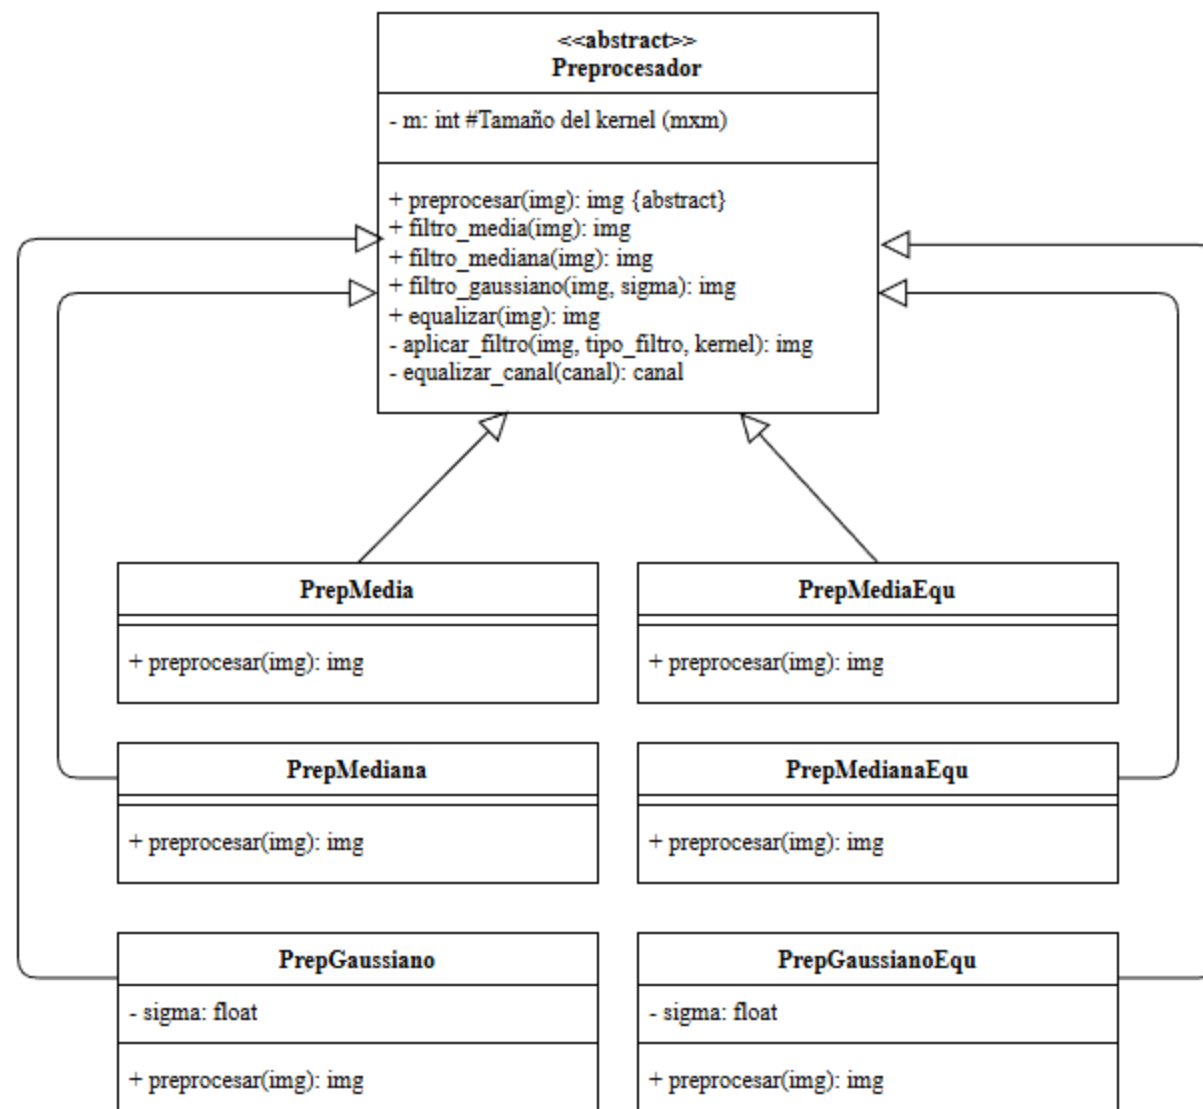 <<abstract>>
Preprocesador
- m: int #Tamaño del kernel (mxm)
+ preprocesar(img): img {abstract}
+ filtro_media(img): img
+ filtro_mediana(img): img
+ filtro_gaussiano(img, sigma): img
+ equalizar(img): img
- aplicar_filtro(img, tipo_filtro, kernel): img
- equalizar_canal(canal): canal
PrepMedia
+ preprocesar(img): img
PrepMediaEqu
+ preprocesar(img): img
PrepMediana
+ preprocesar(img): img
PrepMedianaEqu
+ preprocesar(img): img
PrepGaussiano
- sigma: float
+ preprocesar(img): img
PrepGaussianoEqu
- sigma: float
+ preprocesar(img): img